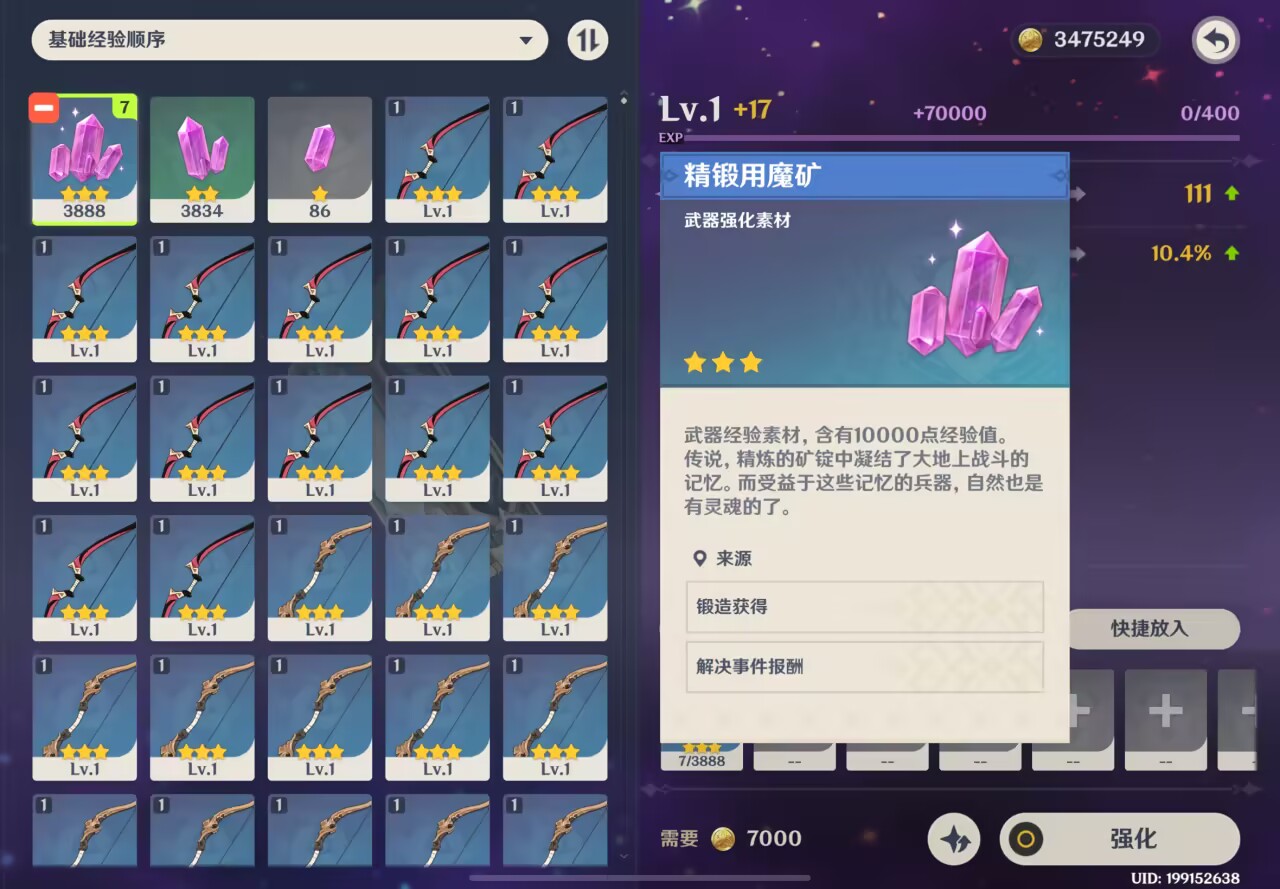 基础经验顺序
7
3888
3834
86
1
Lv.1
1
Lv.1
1
Lv.1
1
Lv.1
1
Lv.1
1
Lv.1
1
Lv.1
1
Lv.1
1
Lv.1
1
Lv.1
1
Lv.1
1
Lv.1
1
Lv.1
1
Lv.1
1
Lv.1
1
Lv.1
1
Lv.1
1
Lv.1
1
Lv.1
1
Lv.1
1
Lv.1
1
Lv.1
1
1
1
1
1
3475249
Lv.1 +17
+70000
0/400
EXP
精锻用魔矿
武器强化素材
111
10.4%
武器经验素材，含有10000点经验值。
传说，精炼的矿锭中凝结了大地上战斗的
记忆。而受益于这些记忆的兵器，自然也是
有灵魂的了。
来源
锻造获得
解决事件报酬
快捷放入
7/3888
--
--
--
--
--
需要 7000
强化
UID: 199152638